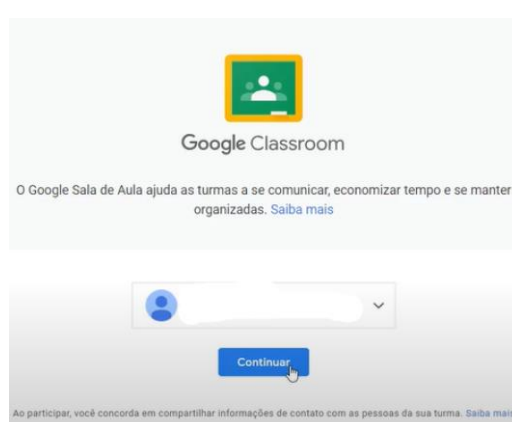 Google Classroom
O Google Sala de Aula ajuda as turmas a se comunicar, economizar tempo e se manter
organizadas. Saiba mais
Continuar
Ao participar, você concorda em compartilhar informações de contato com as pessoas da sua turma. Saiba mais